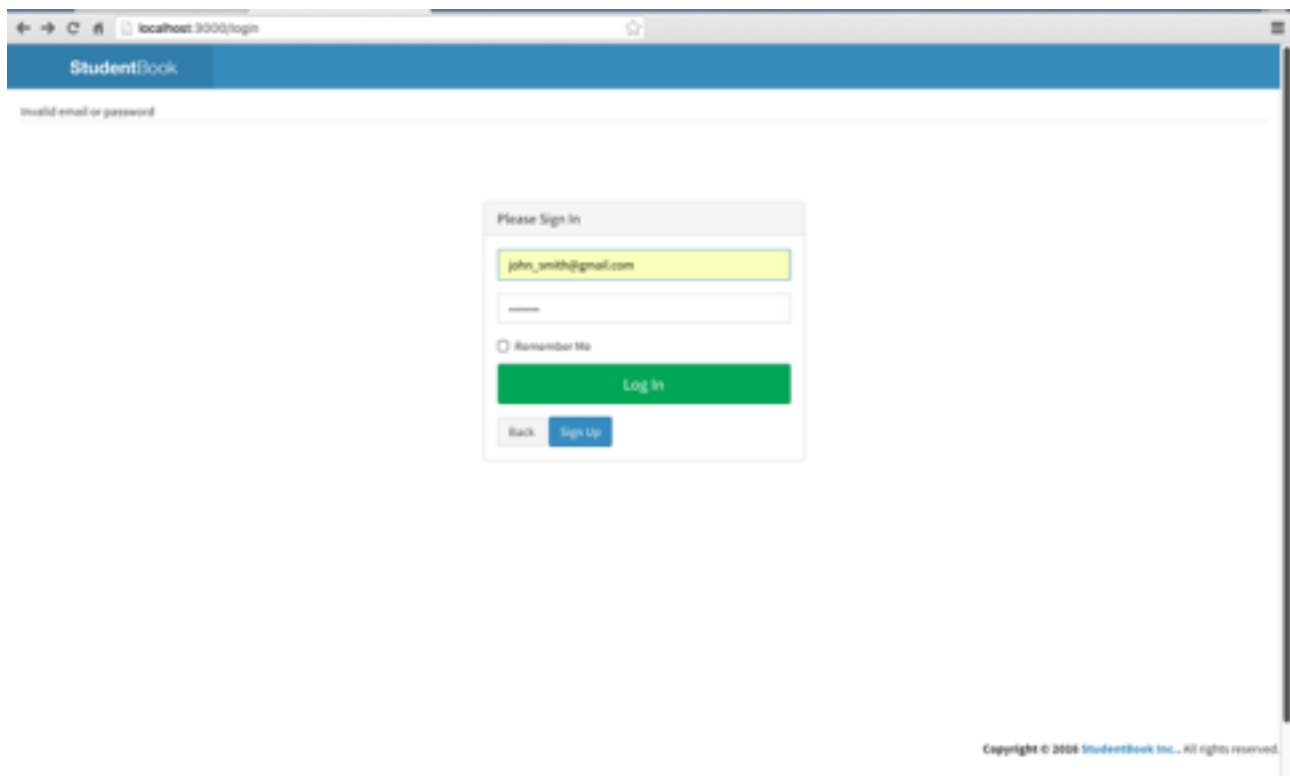 localhost:3000/login
StudentBook
Invalid email or password
Please Sign In
john_smith@gmail.com
Remember Me
Log In
Back Sign Up
Copyright © 2016 StudentBook Inc.. All rights reserved.